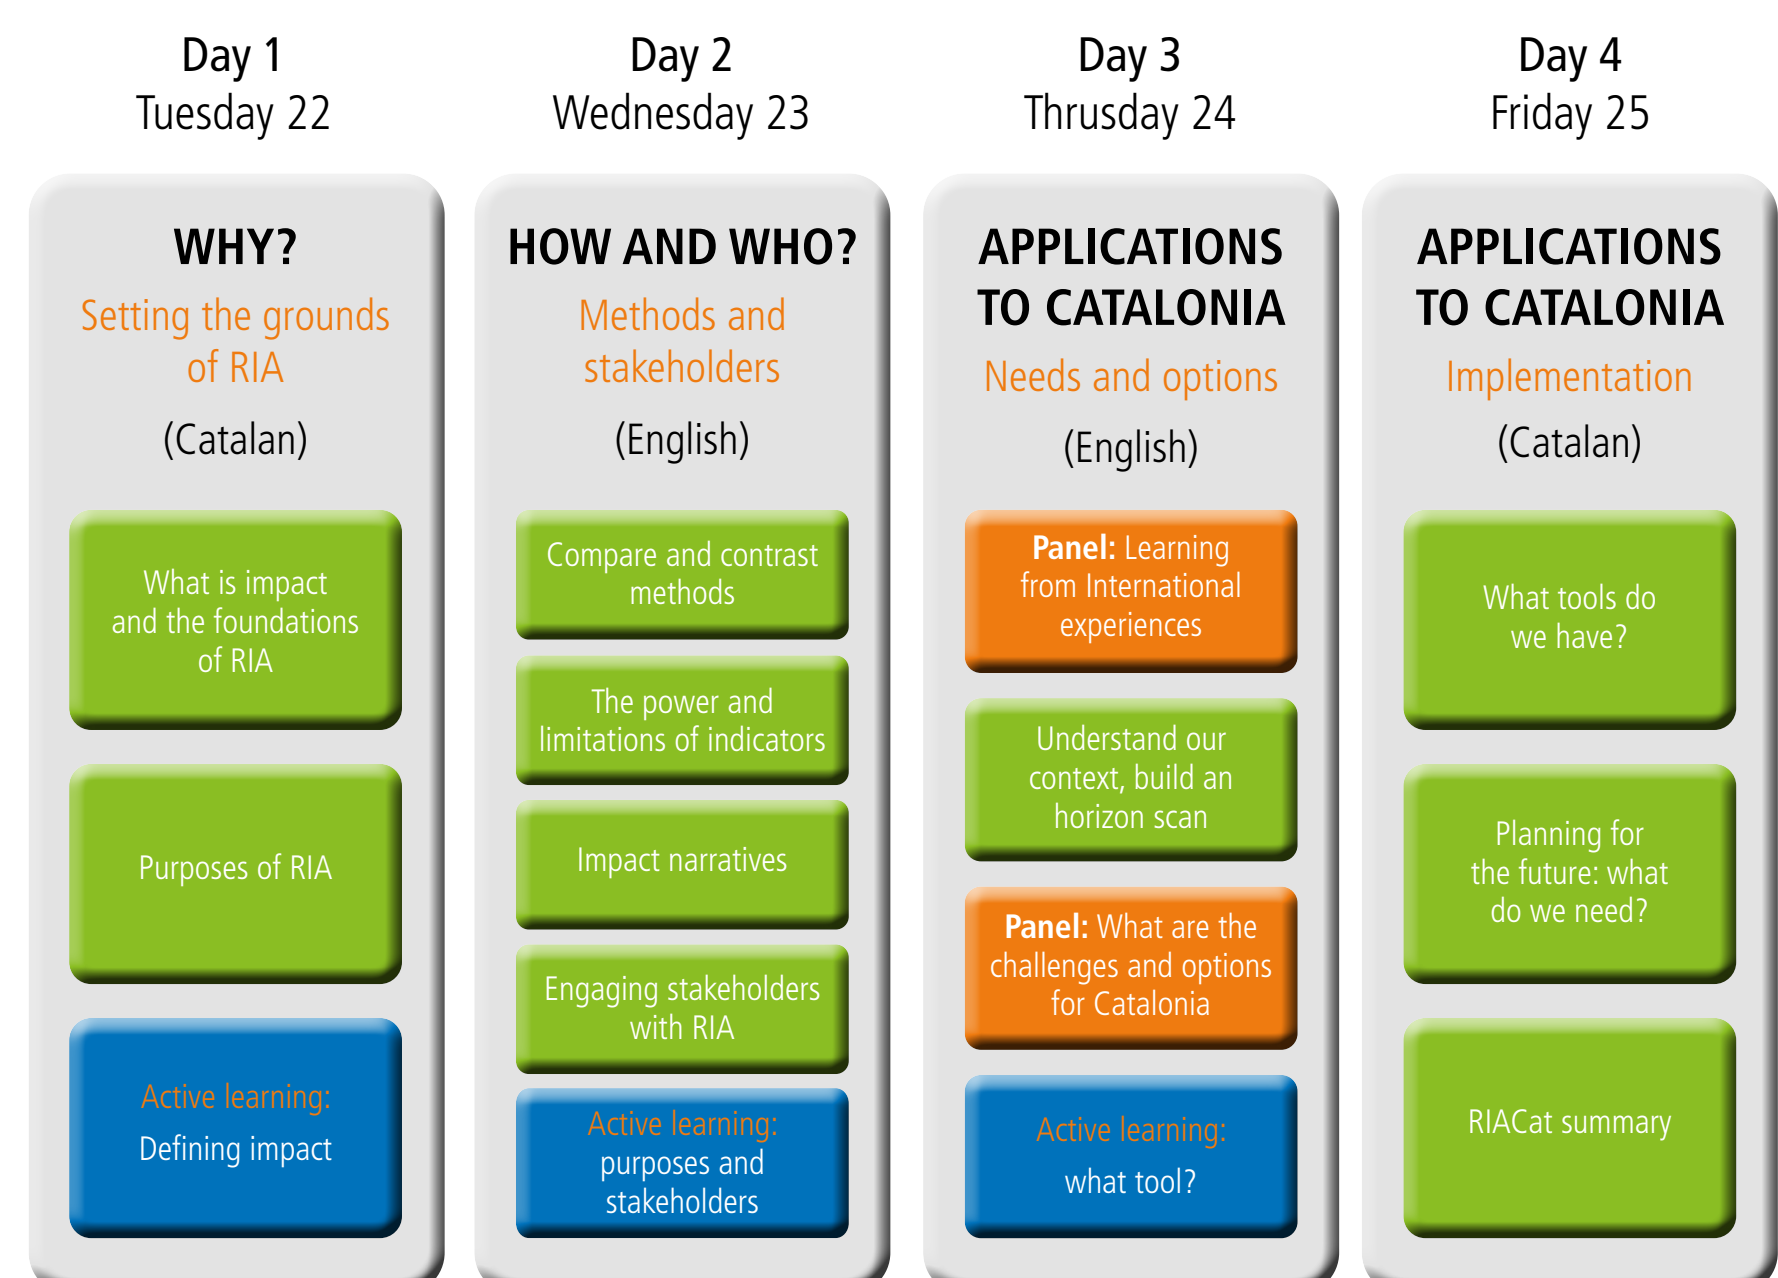 Day 1
Tuesday 22
WHY?
Setting the grounds
of RIA
(Catalan)
What is impact
and the foundations
of RIA
Purposes of RIA
Active learning:
Defining impact
Day 2
Wednesday 23
HOW AND WHO?
Methods and
stakeholders
(English)
Compare and contrast
methods
The power and
limitations of indicators
Impact narratives
Engaging stakeholders
with RIA
Active learning:
purposes and
stakeholders
Day 3
Thrusday 24
APPLICATIONS
TO CATALONIA
Needs and options
(English)
Panel: Learning
from International
experiences
Understand our
context, build an
horizon scan
Panel: What are the
challenges and options
for Catalonia
Active learning:
what tool?
Day 4
Friday 25
APPLICATIONS
TO CATALONIA
Implementation
(Catalan)
What tools do
we have?
Planning for
the future: what
do we need?
RIACat summary